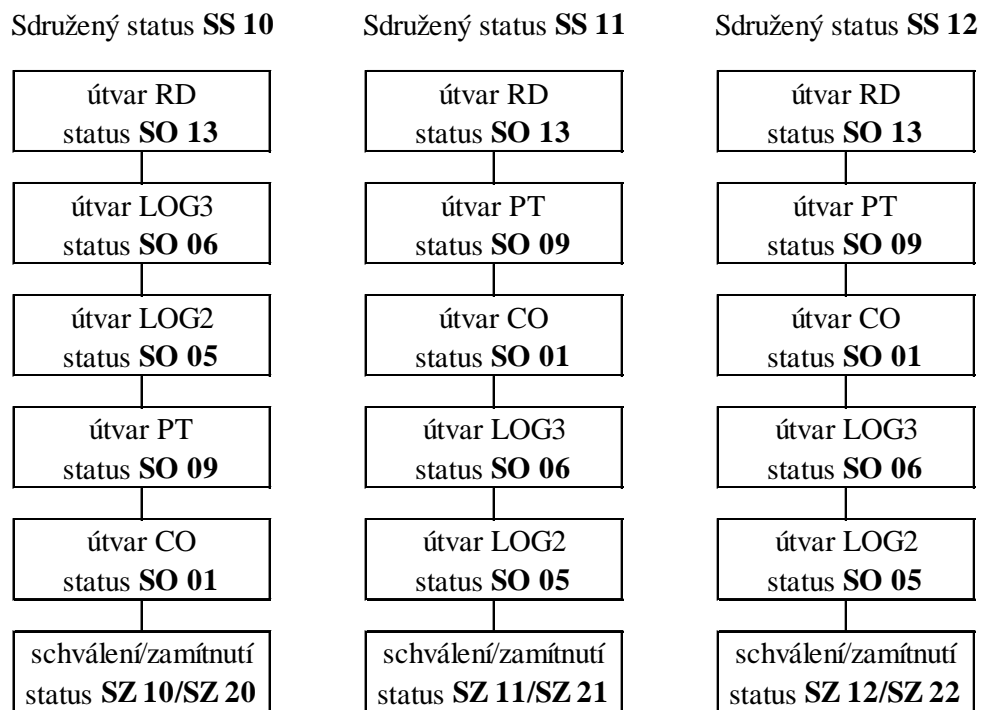 Sdružený status SS 10
útvar RD
status SO 13
útvar LOG3
status SO 06
útvar LOG2
status SO 05
útvar PT
status SO 09
útvar CO
status SO 01
schválení/zamítnutí
status SZ 10/SZ 20
Sdružený status SS 11
útvar RD
status SO 13
útvar PT
status SO 09
útvar CO
status SO 01
útvar LOG3
status SO 06
útvar LOG2
status SO 05
schválení/zamítnutí
status SZ 11/SZ 21
Sdružený status SS 12
útvar RD
status SO 13
útvar PT
status SO 09
útvar CO
status SO 01
útvar LOG3
status SO 06
útvar LOG2
status SO 05
schválení/zamítnutí
status SZ 12/SZ 22